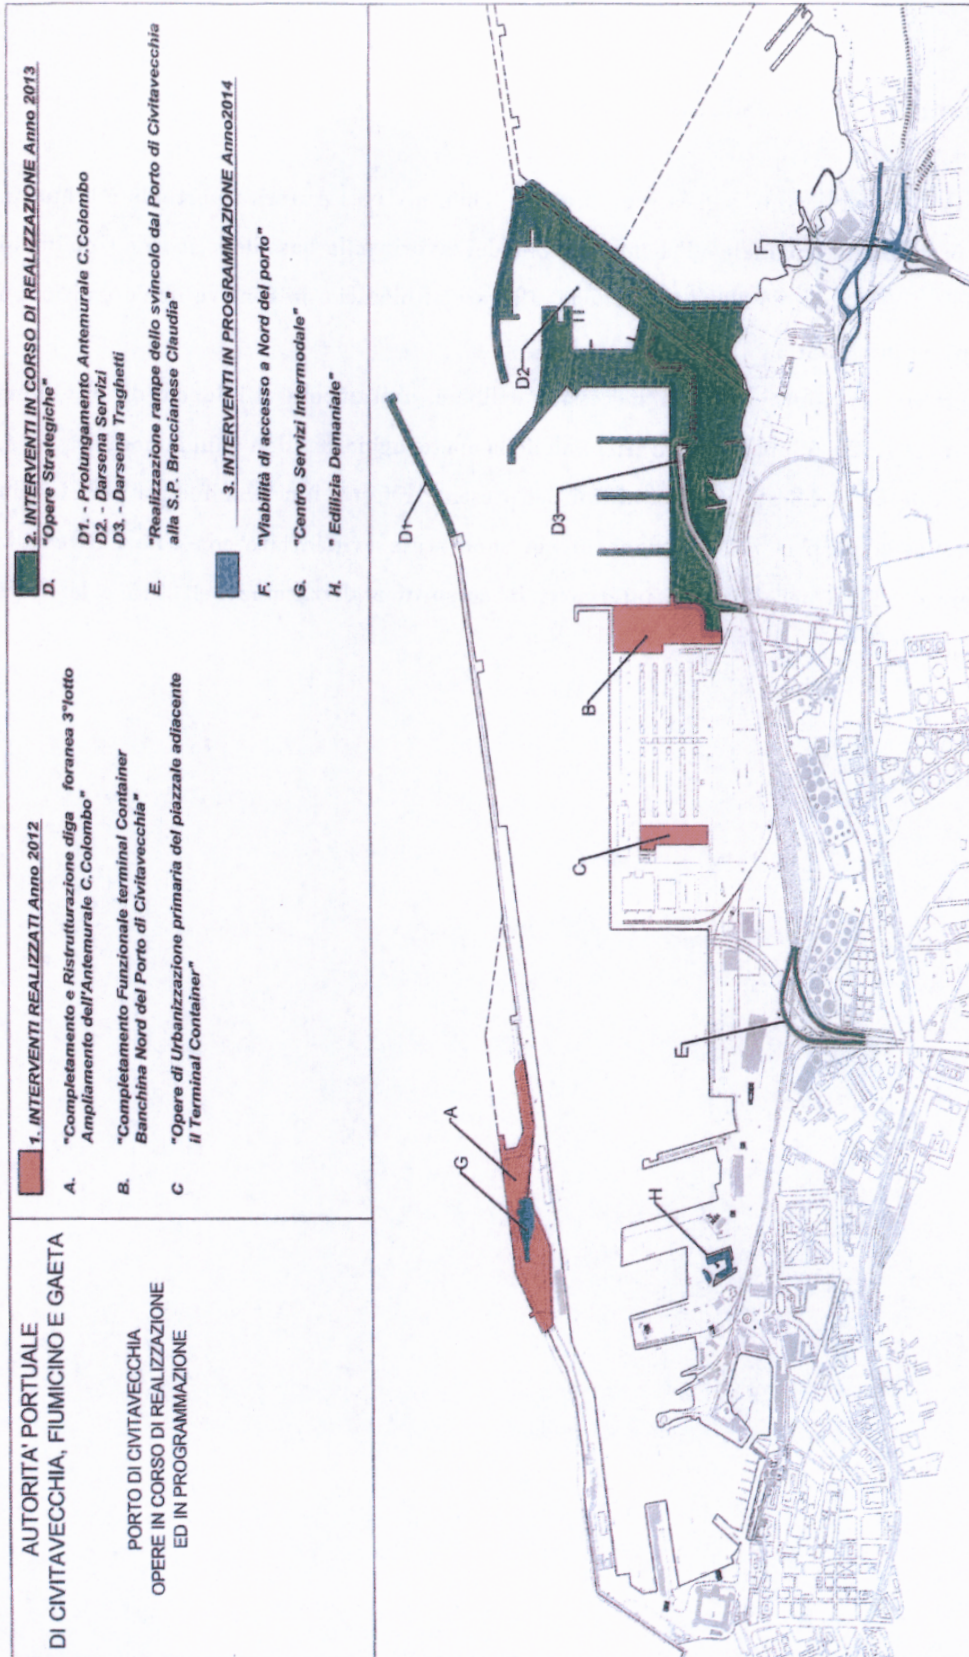 AUTORITA' PORTUALE
DI CIVITAVECCHIA, FIUMICINO E GAETA
PORTO DI CIVITAVECCHIA
OPERE IN CORSO DI REALIZZAZIONE
ED IN PROGRAMMAZIONE
1. INTERVENTI REALIZZATI Anno 2012
A. "Completamento e Ristrutturazione diga foranea 3°lotto
Ampliamento dell'Antemurale C.Colombo"
B. "Completamento Funzionale terminal Container
Banchina Nord del Porto di Civitavecchia"
C "Opere di Urbanizzazione primaria del piazzale adiacente
il Terminal Container"
2. INTERVENTI IN CORSO DI REALIZZAZIONE Anno 2013
D. "Opere Strategiche"
D1. - Prolungamento Antemurale C.Colombo
D2. - Darsena Servizi
D3. - Darsena Traghetti
E. "Realizzazione rampe dello svincolo dal Porto di Civitavecchia
alla S.P. Braccianese Claudia"
3. INTERVENTI IN PROGRAMMAZIONE Anno2014
F. "Viabilità di accesso a Nord del porto"
G. "Centro Servizi Intermodale"
H. " Edilizia Demaniale"
G
A
D1
D2
D3
B
C
E
H
F